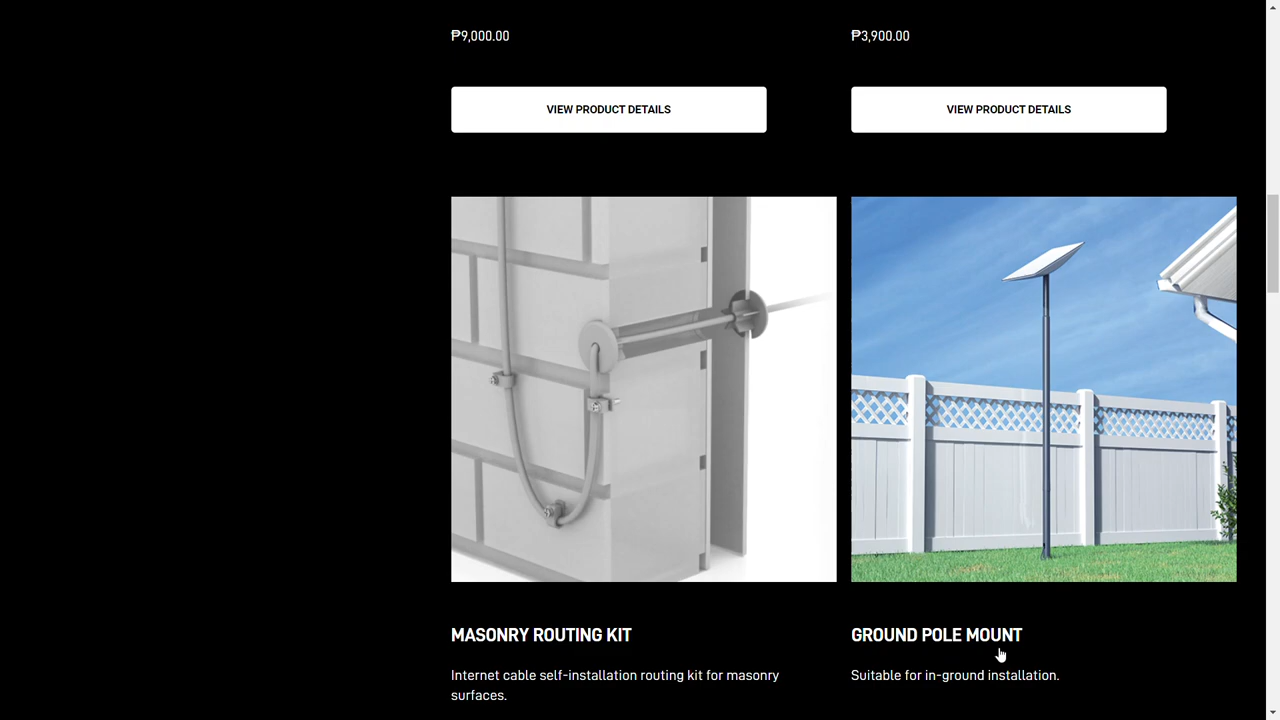 ₱9,000.00
₱3,900.00
VIEW PRODUCT DETAILS
VIEW PRODUCT DETAILS
MASONRY ROUTING KIT
Internet cable self-installation routing kit for masonry
surfaces.
GROUND POLE MOUNT
Suitable for in-ground installation.